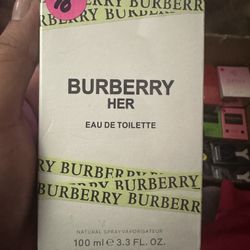 BURBERRY BURBERRY BURBERRY
BURBERRY
HER
EAU DE TOILETTE
BURBERRY BURBERRY BURBERRY
BURBERRY BURBERRY
NATURAL SPRAY/VAPORISATEUR
100 ml ℮ 3.3 FL. OZ.